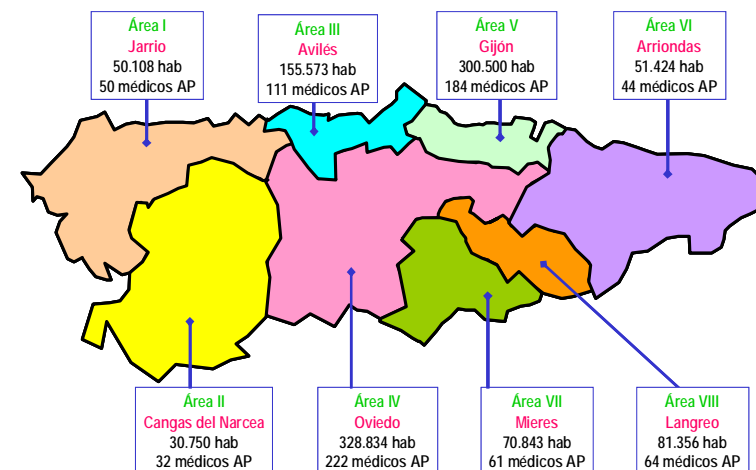 Área I
Jarrio
50.108 hab
50 médicos AP
Área III
Avilés
155.573 hab
111 médicos AP
Área V
Gijón
300.500 hab
184 médicos AP
Área VI
Arriondas
51.424 hab
44 médicos AP
Área II
Cangas del Narcea
30.750 hab
32 médicos AP
Área IV
Oviedo
328.834 hab
222 médicos AP
Área VII
Mieres
70.843 hab
61 médicos AP
Área VIII
Langreo
81.356 hab
64 médicos AP